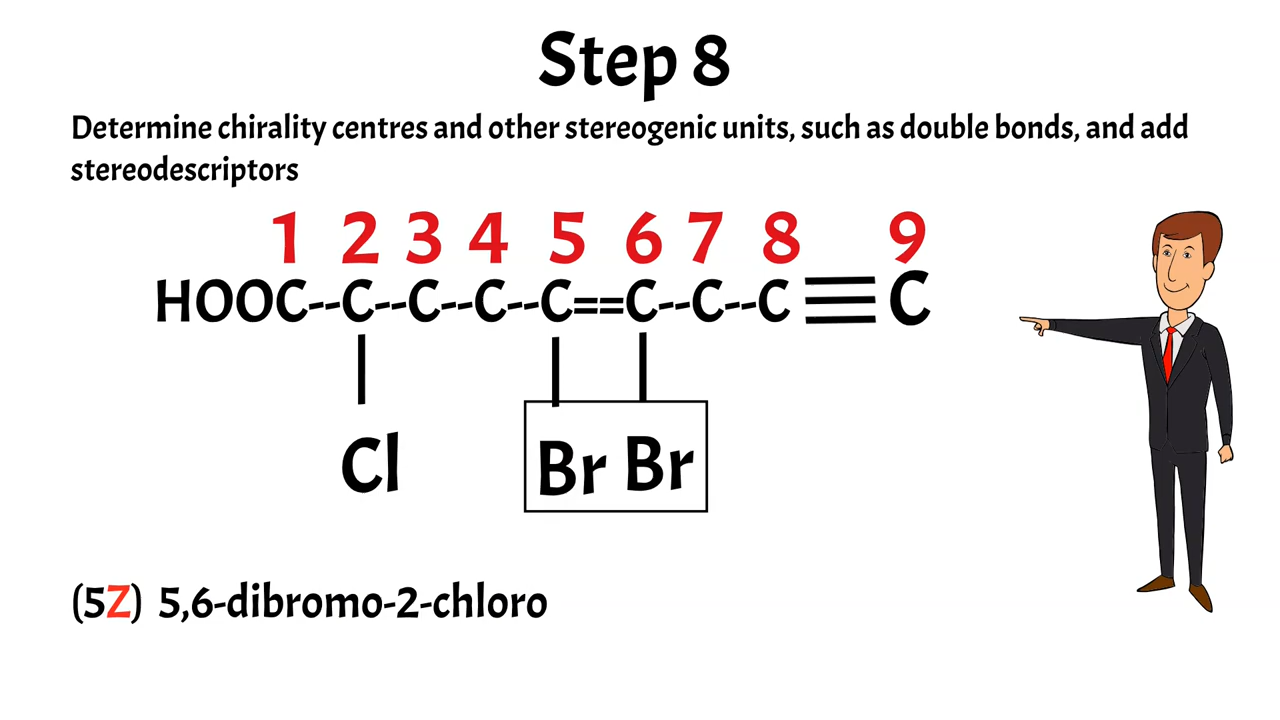 Step 8
Determine chirality centres and other stereogenic units, such as double bonds, and add
stereodescriptors
1 2 3 4 5 6 7 8 9
HOOC--C--C--C--C==C--C--C≡C
Cl Br Br
(5Z) 5,6-dibromo-2-chloro